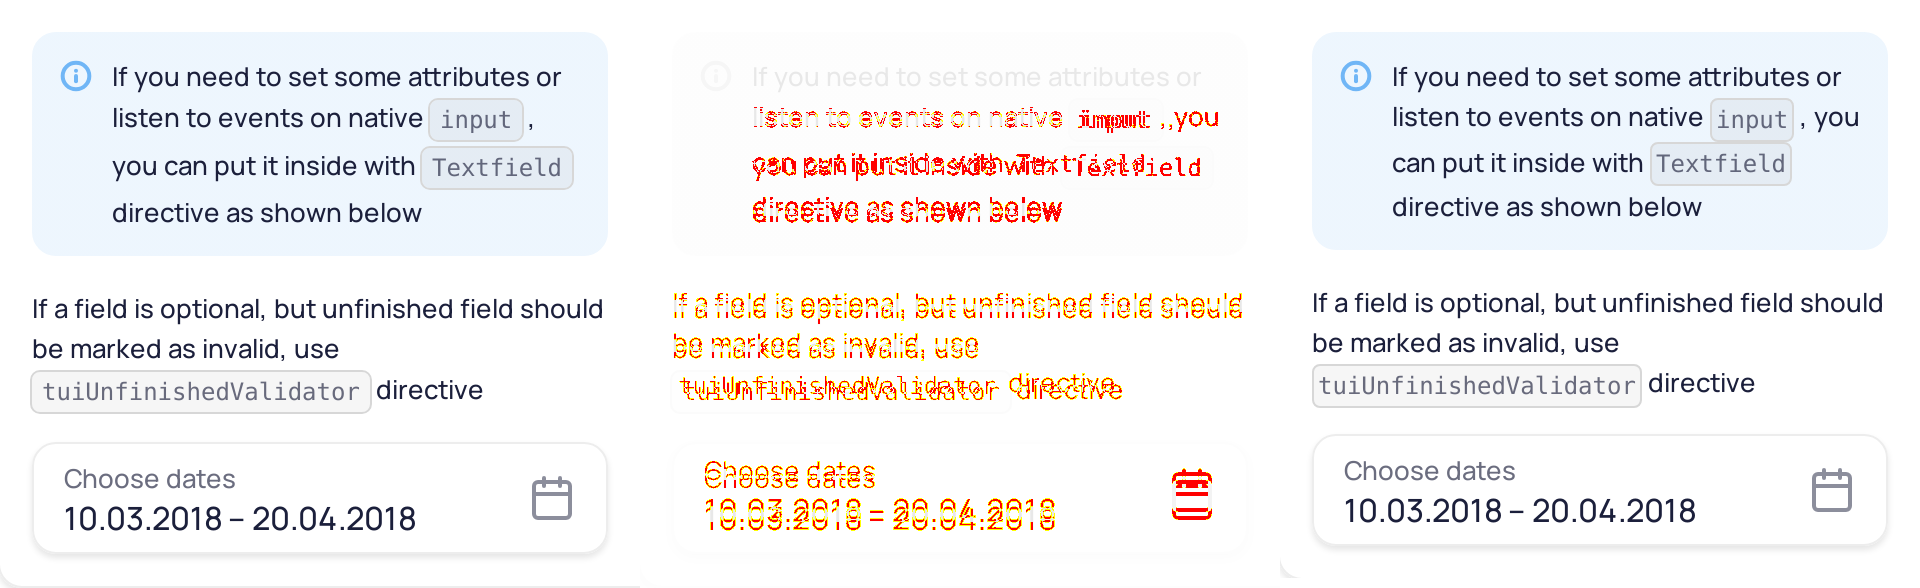 If you need to set some attributes or
listen to events on native input ,
you can put it inside with Textfield
directive as shown below
If a field is optional, but unfinished field should
be marked as invalid, use
tuiUnfinishedValidator directive
Choose dates
10.03.2018 – 20.04.2018
If you need to set some attributes or
listen to events on native input , you
can put it inside with Textfield
directive as shown below
If a field is optional, but unfinished field should
be marked as invalid, use
tuiUnfinishedValidator directive
Choose dates
10.03.2018 – 20.04.2018
If you need to set some attributes or
listen to events on native input , you
can put it inside with Textfield
directive as shown below
If a field is optional, but unfinished field should
be marked as invalid, use
tuiUnfinishedValidator directive
Choose dates
10.03.2018 – 20.04.2018